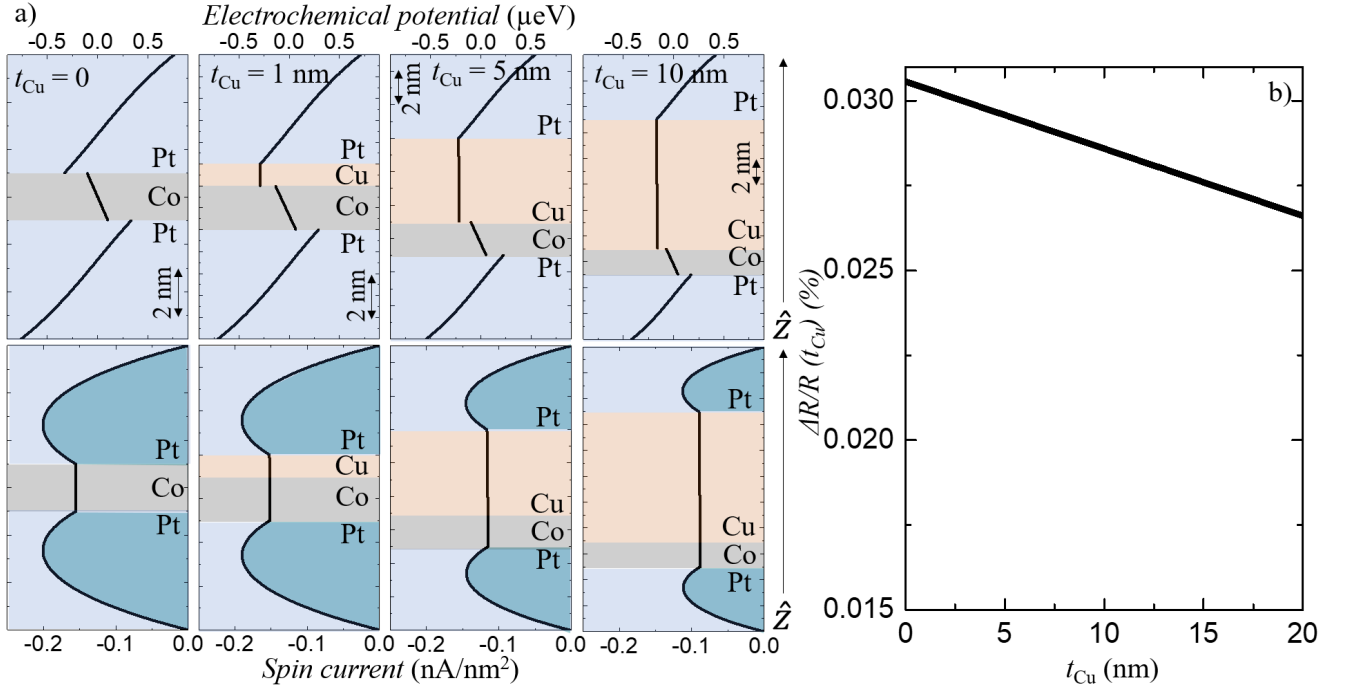 a)
Electrochemical potential (µeV)
-0.5 0.0 0.5 -0.5 0.0 0.5 -0.5 0.0 0.5 -0.5 0.0 0.5
t_Cu = 0
Pt
Co
Pt
2 nm
t_Cu = 1 nm
Pt
Cu
Co
Pt
2 nm
t_Cu = 5 nm
2 nm
Pt
Cu
Co
Pt
t_Cu = 10 nm
Pt
2 nm
Cu
Co
Pt
ẑ
Pt
Co
Pt
Pt
Cu
Co
Pt
Pt
Cu
Co
Pt
Pt
Cu
Co
Pt
ẑ
-0.2 -0.1 -0.2 -0.1 -0.2 -0.1 -0.2 -0.1 0.0
Spin current (nA/nm²)
b)
ΔR/R (t_Cu) (%)
0.030
0.025
0.020
0.015
0 5 10 15 20
t_Cu (nm)